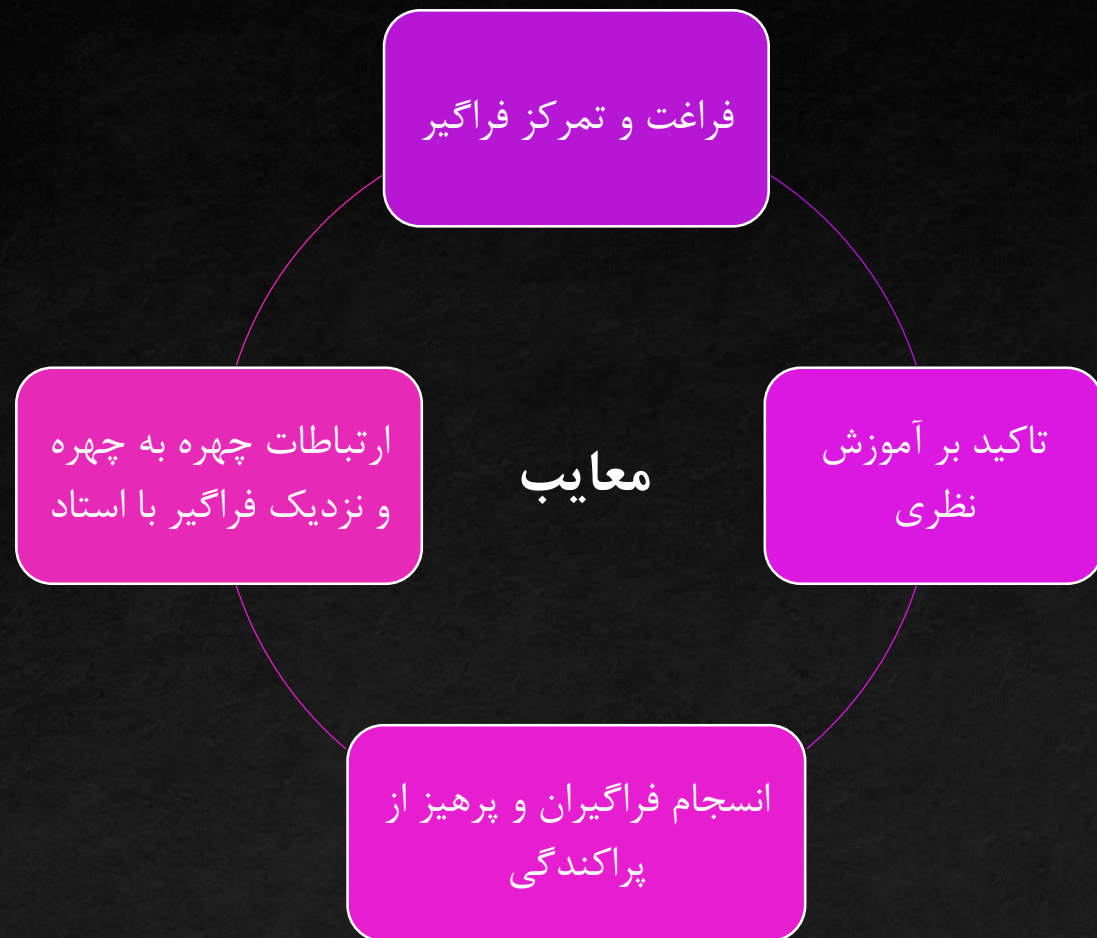 فراغت و تمرکز فراگیر
تاکید بر آموزش
نظری
معایب
ارتباطات چهره به چهره
و نزدیک فراگیر با استاد
انسجام فراگیران و پرهیز از
پراکندگی